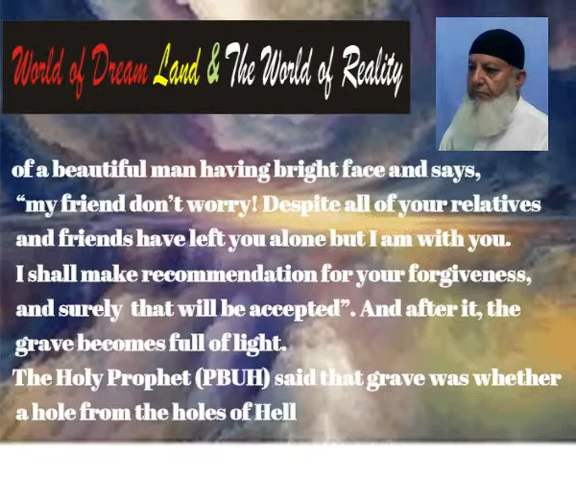 World of Dream Land & The World of Reality
of a beautiful man having bright face and says,
“my friend don’t worry! Despite all of your relatives
and friends have left you alone but I am with you.
I shall make recommendation for your forgiveness,
and surely that will be accepted”. And after it, the
grave becomes full of light.
The Holy Prophet (PBUH) said that grave was whether
a hole from the holes of Hell